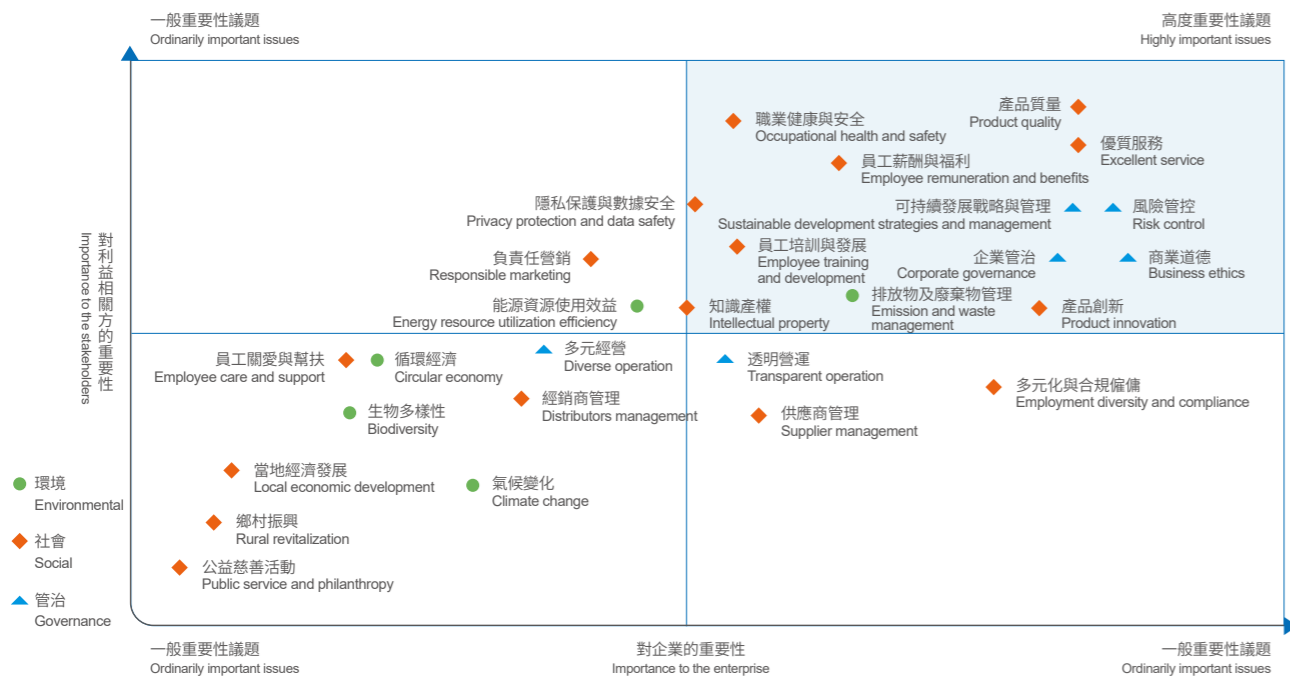 一般重要性議題
Ordinarily important issues
高度重要性議題
Highly important issues
對利益相關方的重要性
Importance to the stakeholders
職業健康與安全
Occupational health and safety
產品質量
Product quality
優質服務
Excellent service
員工薪酬與福利
Employee remuneration and benefits
隱私保護與數據安全
Privacy protection and data safety
可持續發展戰略與管理
Sustainable development strategies and management
風險管控
Risk control
負責任營銷
Responsible marketing
員工培訓與發展
Employee training
and development
企業管治
Corporate governance
商業道德
Business ethics
能源資源使用效益
Energy resource utilization efficiency
知識產權
Intellectual property
排放物及廢棄物管理
Emission and waste
management
產品創新
Product innovation
員工關愛與幫扶
Employee care and support
循環經濟
Circular economy
多元經營
Diverse operation
透明營運
Transparent operation
多元化與合規僱傭
Employment diversity and compliance
生物多樣性
Biodiversity
經銷商管理
Distributors management
供應商管理
Supplier management
當地經濟發展
Local economic development
氣候變化
Climate change
鄉村振興
Rural revitalization
公益慈善活動
Public service and philanthropy
環境
Environmental
社會
Social
管治
Governance
一般重要性議題
Ordinarily important issues
對企業的重要性
Importance to the enterprise
一般重要性議題
Ordinarily important issues